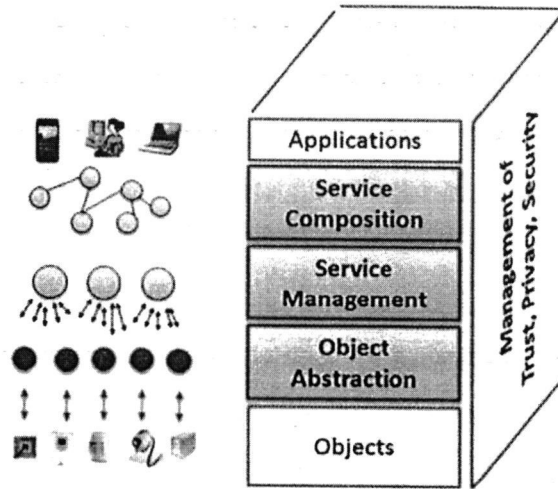 Applications
Service
Composition
Service
Management
Object
Abstraction
Objects
Management of
Trust, Privacy, Security